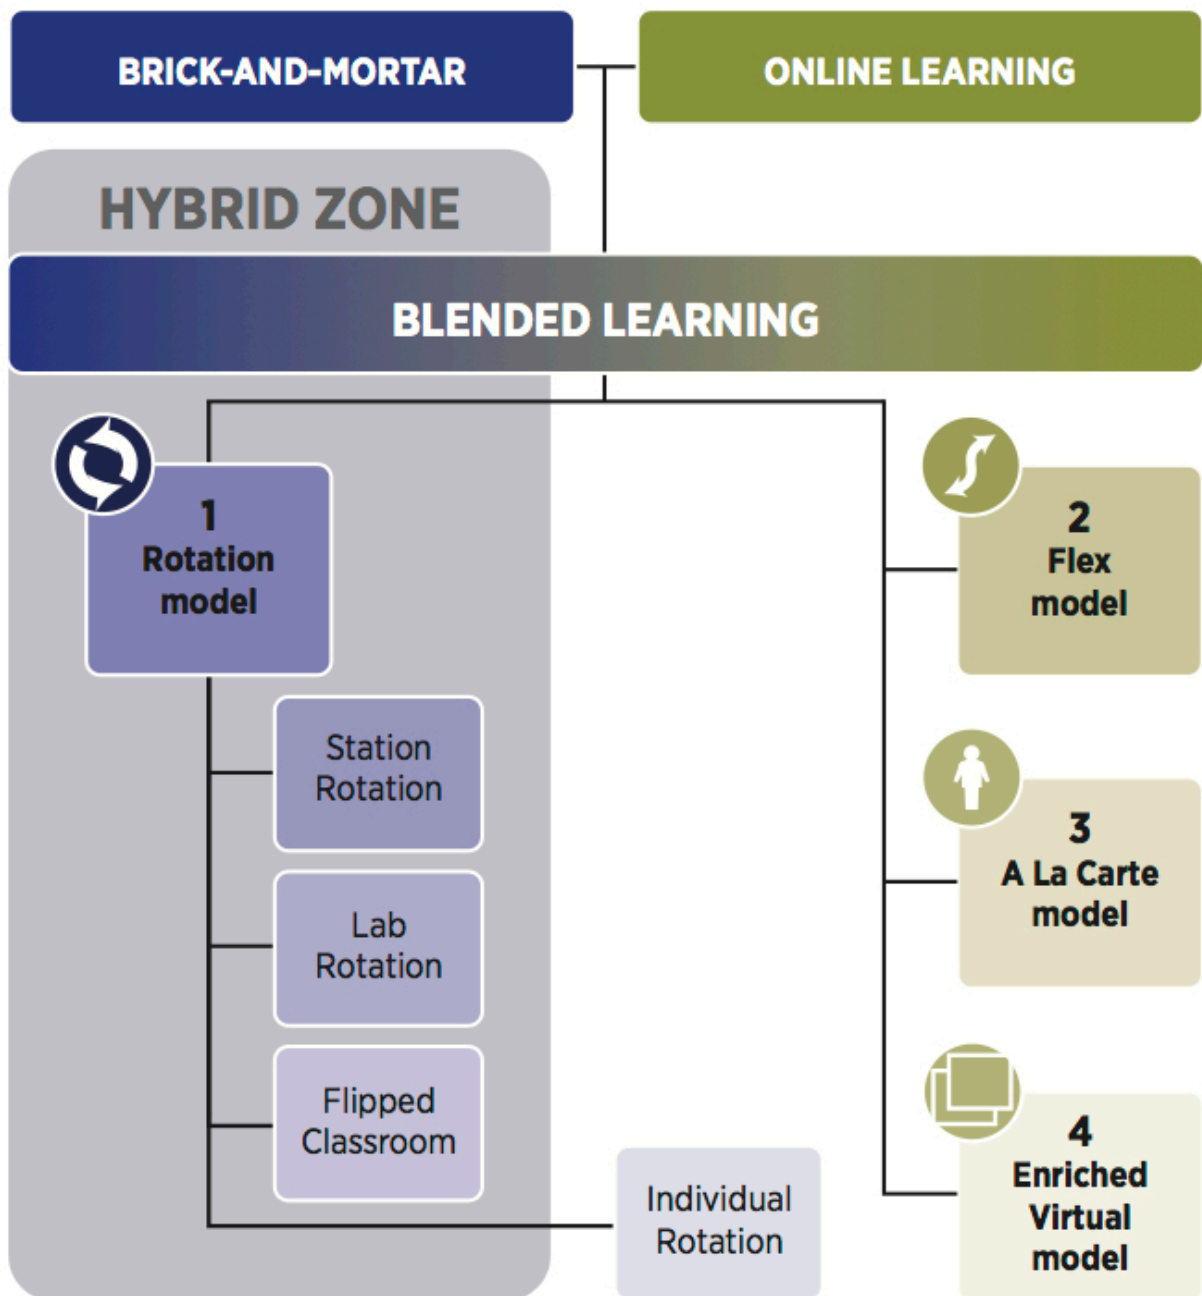 BRICK-AND-MORTAR
ONLINE LEARNING
HYBRID ZONE
BLENDED LEARNING
1
Rotation
model
2
Flex
model
Station
Rotation
3
A La Carte
model
Lab
Rotation
Flipped
Classroom
Individual
Rotation
4
Enriched
Virtual
model